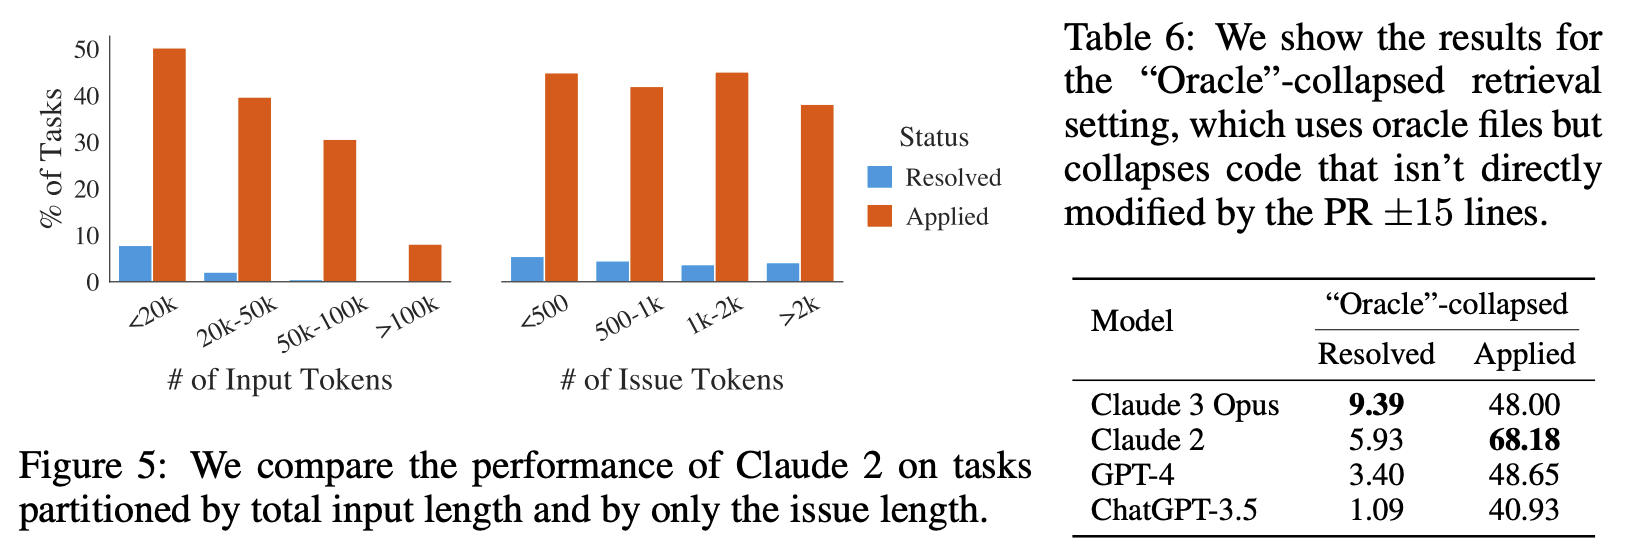 50
40
30
20
10
0
% of Tasks
<20k
20k-50k
50k-100k
>100k
# of Input Tokens
<500
500-1k
1k-2k
>2k
# of Issue Tokens
Status
Resolved
Applied
Figure 5: We compare the performance of Claude 2 on tasks
partitioned by total input length and by only the issue length.
Table 6: We show the results for
the “Oracle”-collapsed retrieval
setting, which uses oracle files but
collapses code that isn’t directly
modified by the PR ±15 lines.
Model “Oracle”-collapsed
Resolved Applied
Claude 3 Opus 9.39 48.00
Claude 2 5.93 68.18
GPT-4 3.40 48.65
ChatGPT-3.5 1.09 40.93